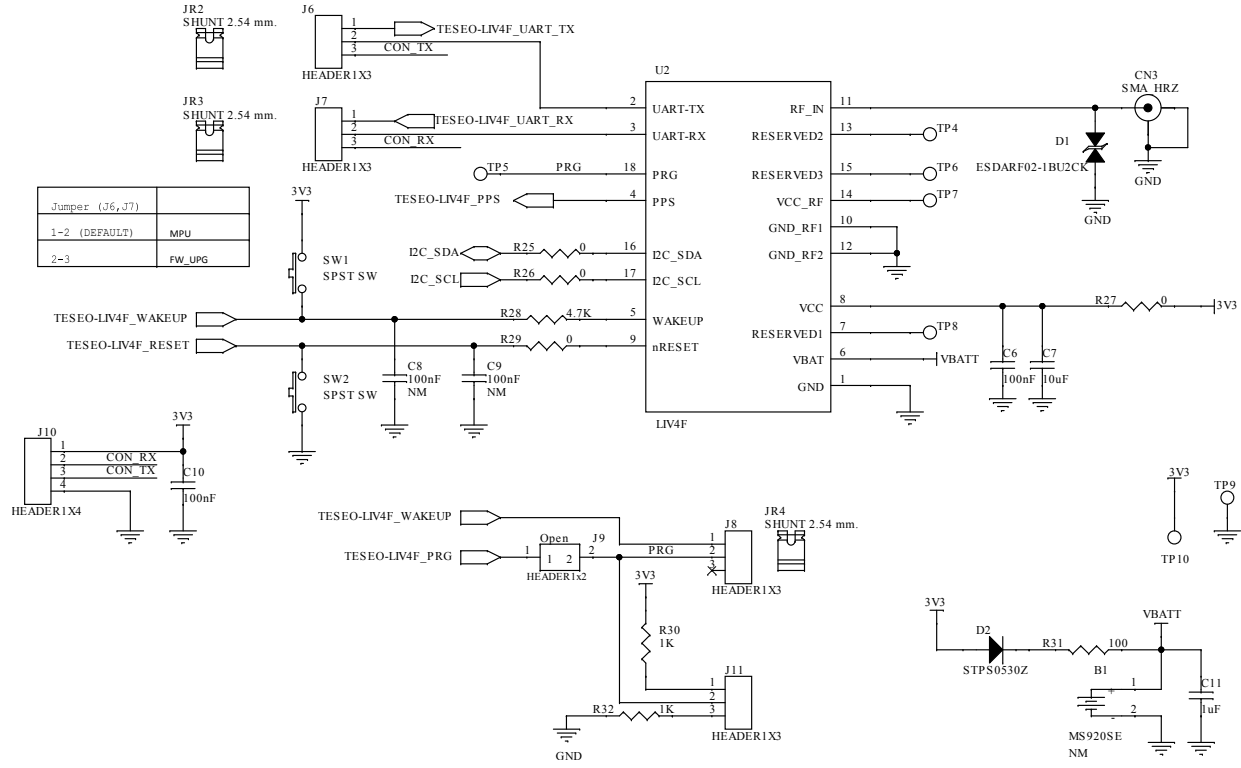 JR2
SHUNT 2.54 mm.
J6
1
2
3
TESEO-LIV4F_UART_TX
CON_TX
HEADER1X3
JR3
SHUNT 2.54 mm.
J7
1
2
3
TESEO-LIV4F_UART_RX
CON_RX
HEADER1X3
Jumper (J6,J7)
1-2 (DEFAULT) MPU
2-3 FW_UPG
U2
2 UART-TX
3 UART-RX
TP5 PRG 18 PRG
TESEO-LIV4F_PPS 4 PPS
I2C_SDA R25 0 16 I2C_SDA
I2C_SCL R26 0 17 I2C_SCL
TESEO-LIV4F_WAKEUP R28 4.7K 5 WAKEUP
TESEO-LIV4F_RESET R29 0 9 nRESET
RF_IN 11
RESERVED2 13 TP4
RESERVED3 15 TP6
VCC_RF 14 TP7
GND_RF1 10
GND_RF2 12
VCC 8
RESERVED1 7 TP8
VBAT 6 VBATT
GND 1
LIV4F
CN3
SMA_HRZ
D1
ESDARF02-1BU2CK
GND
GND
R27 0
3V3
C6
100nF
C7
10uF
3V3
SW1
SPST SW
SW2
SPST SW
C8
100nF
NM
C9
100nF
NM
3V3
J10
1
2 CON_RX
3 CON_TX
4
HEADER1X4
C10
100nF
TESEO-LIV4F_WAKEUP
TESEO-LIV4F_PRG
1
Open
1 2
J9
2
HEADER1x2
PRG
J8
1
2
3
HEADER1X3
JR4
SHUNT 2.54 mm.
3V3
R30
1K
J11
1
2
3
HEADER1X3
R32 1K
GND
3V3
TP10
TP9
3V3
D2
STPS0530Z
R31 100
VBATT
B1
1
+
-
2
MS920SE
NM
C11
1uF